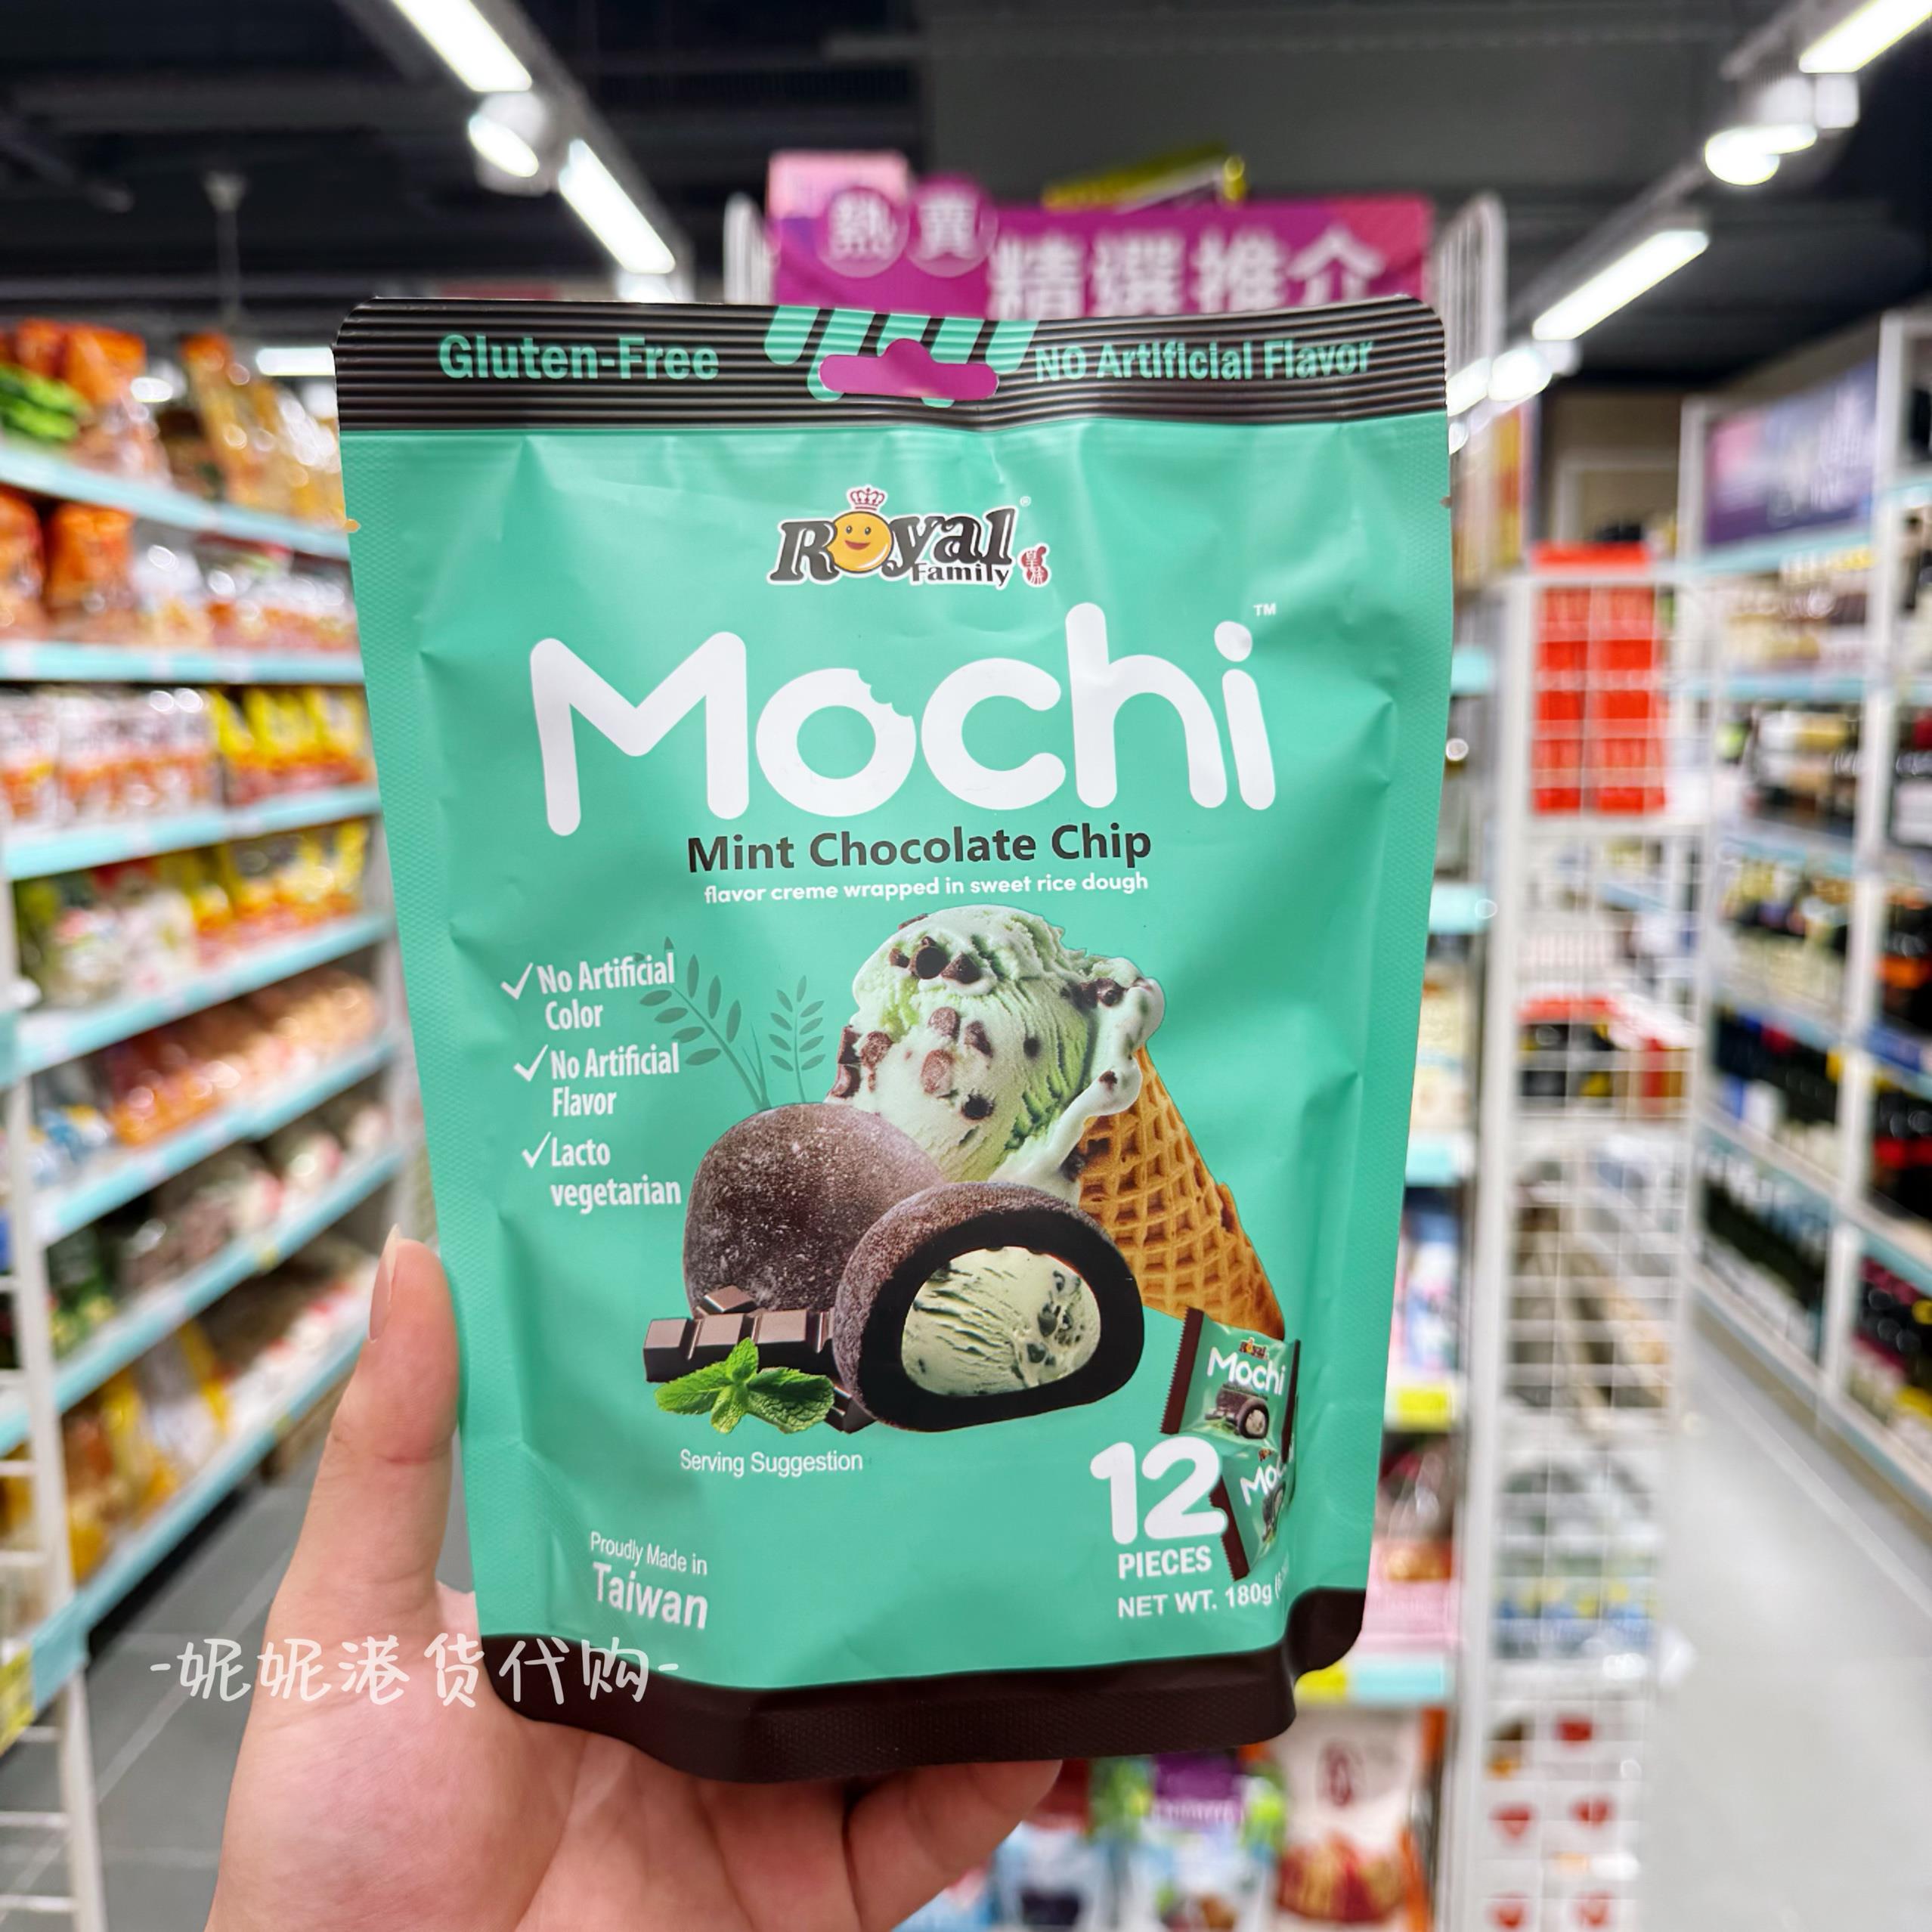 熱賣
精選推介
Gluten-Free
NO Artificial Flavor
Royal
Family
Mochi™
Mint Chocolate Chip
flavor creme wrapped in sweet rice dough
✓No Artificial
Color
✓No Artificial
Flavor
✓Lacto
vegetarian
Royal
Mochi
12
PIECES
NET WT. 180g
Serving Suggestion
Proudly Made in
Taiwan
-妮妮港货代购-